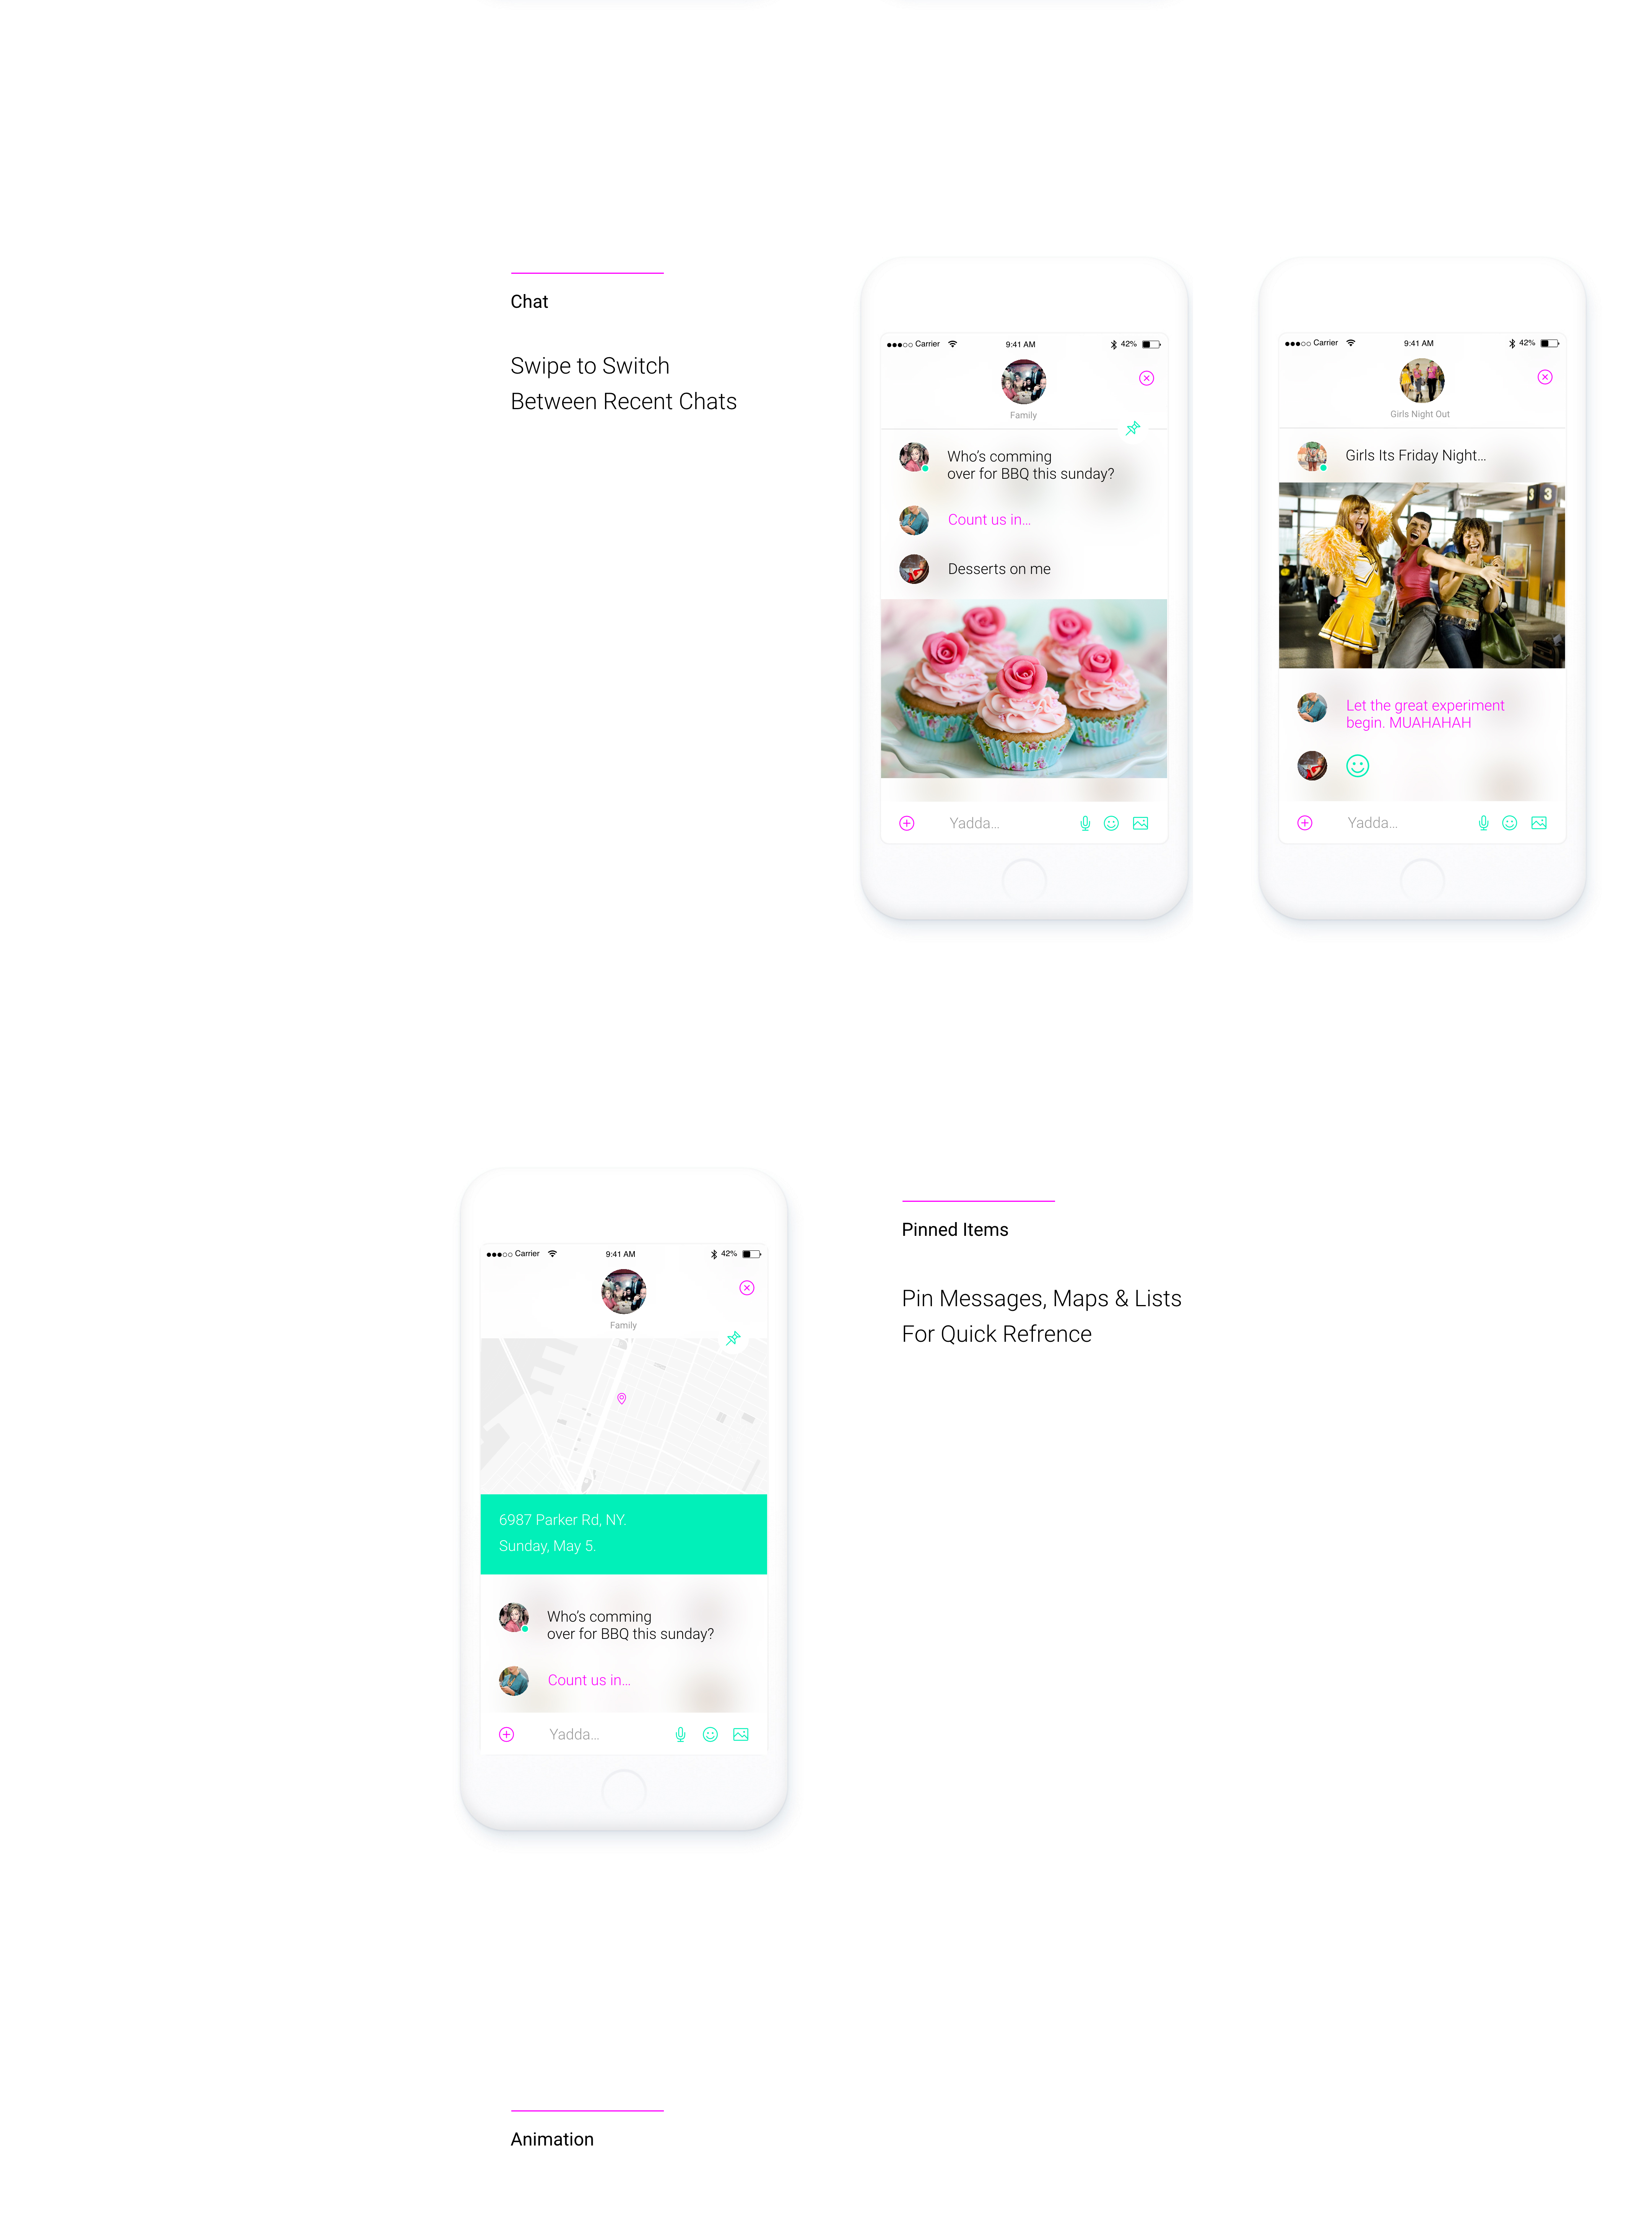 Chat
Swipe to Switch
Between Recent Chats
Carrier 9:41 AM 42%
Family
Who's comming
over for BBQ this sunday?
Count us in...
Desserts on me
Yadda...
Carrier 9:41 AM 42%
Girls Night Out
Girls Its Friday Night...
3 3
Let the great experiment
begin. MUAHAHAH
Yadda...
Carrier 9:41 AM 42%
Family
6987 Parker Rd, NY.
Sunday, May 5.
Who's comming
over for BBQ this sunday?
Count us in...
Yadda...
Pinned Items
Pin Messages, Maps & Lists
For Quick Refrence
Animation